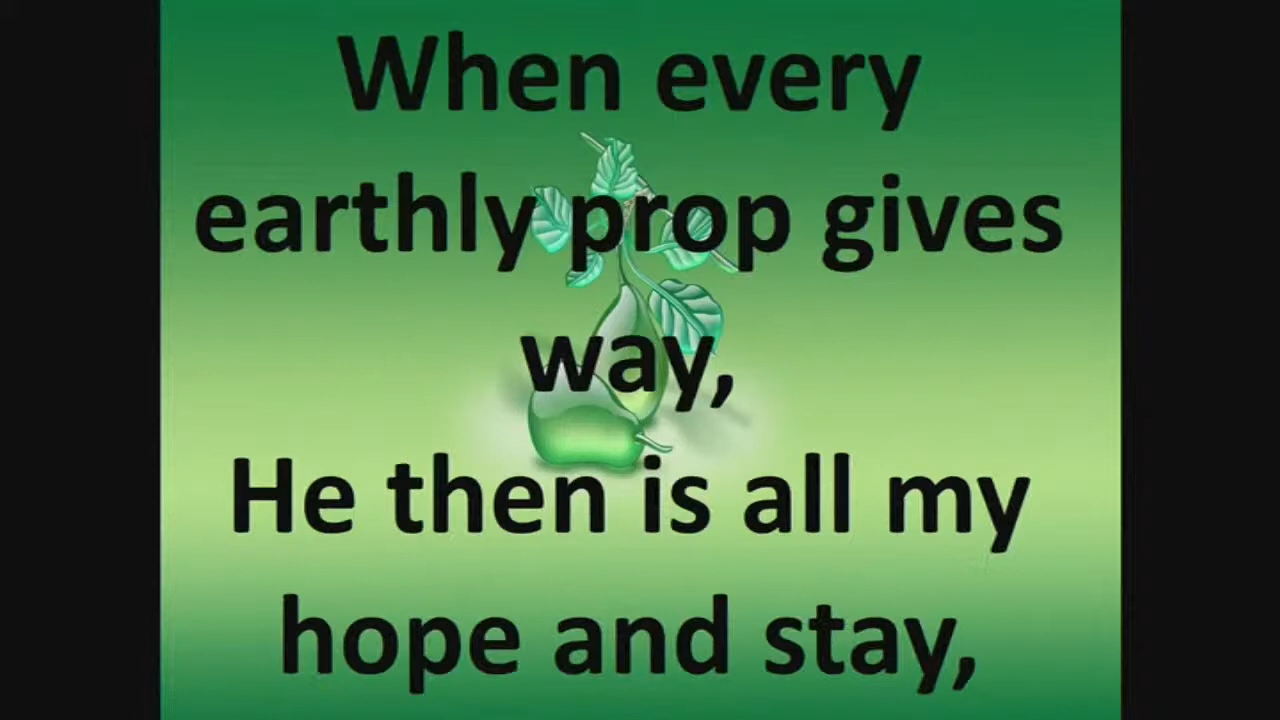 When every
earthly prop gives
way,
He then is all my
hope and stay,